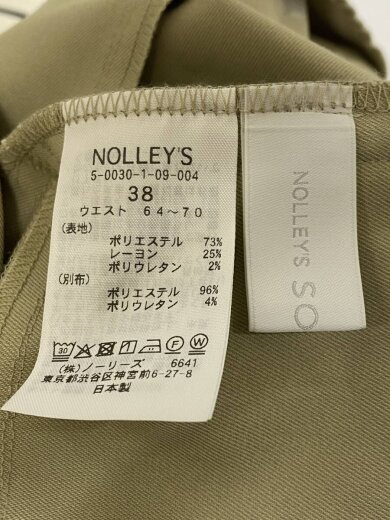 NOLLEY'S
5-0030-1-09-004
38
ウエスト 64～70
(表地)
ポリエステル 73%
レーヨン 25%
ポリウレタン 2%
(別布)
ポリエステル 96%
ポリウレタン 4%
30 F W
(株)ノーリーズ 6641
東京都渋谷区神宮前6-27-8
日本製
NOLLEY'S SO